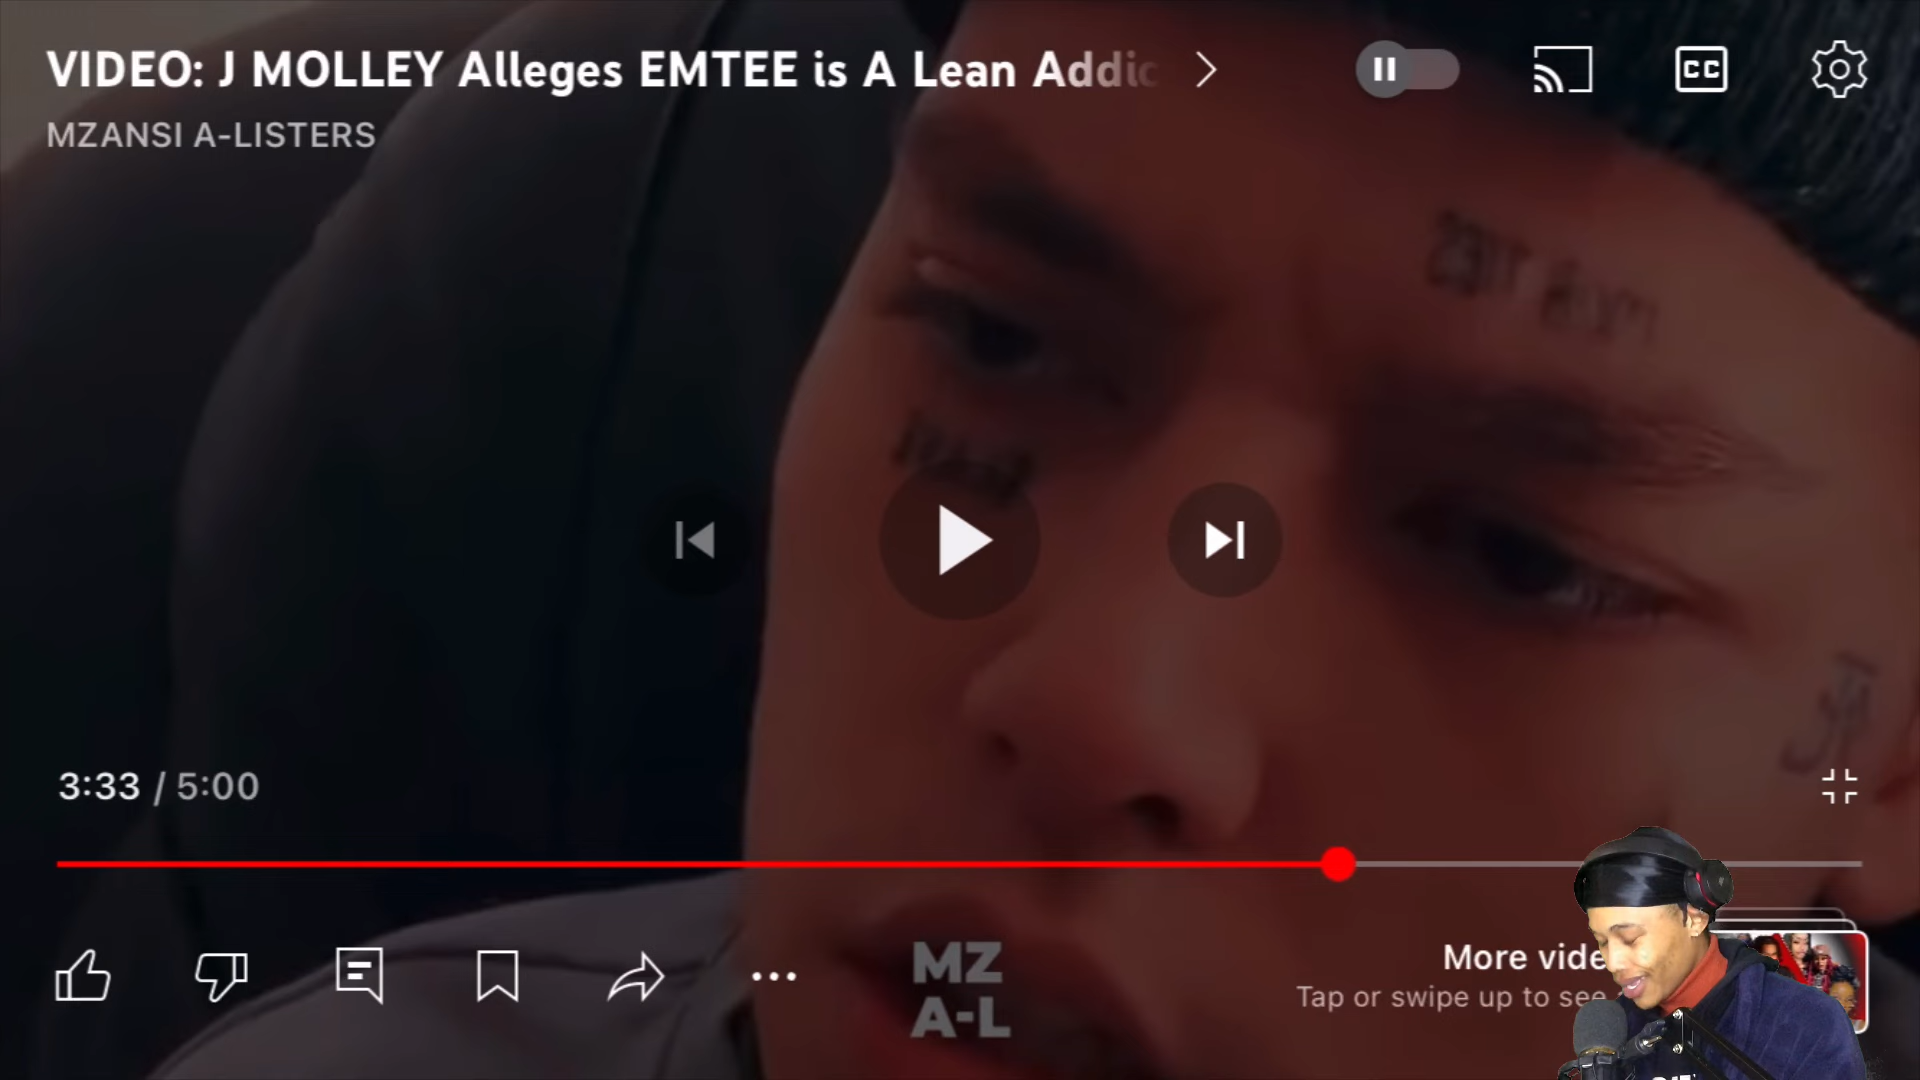 VIDEO: J MOLLEY Alleges EMTEE is A Lean Addic
MZANSI A-LISTERS
CC
3:33 / 5:00
More vide
Tap or swipe up to see
MZ
A-L